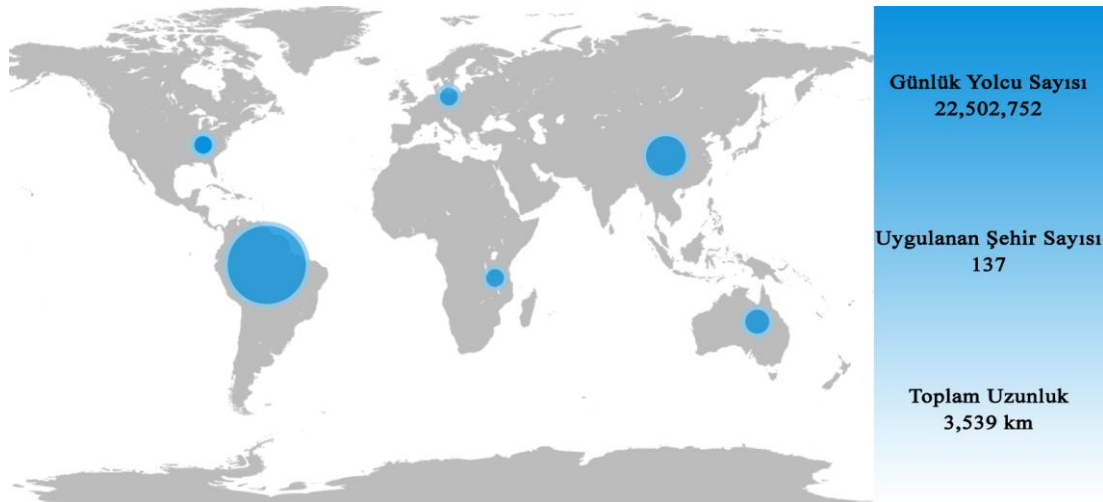 Günlük Yolcu Sayısı
22,502,752
Uygulanan Şehir Sayısı
137
Toplam Uzunluk
3,539 km